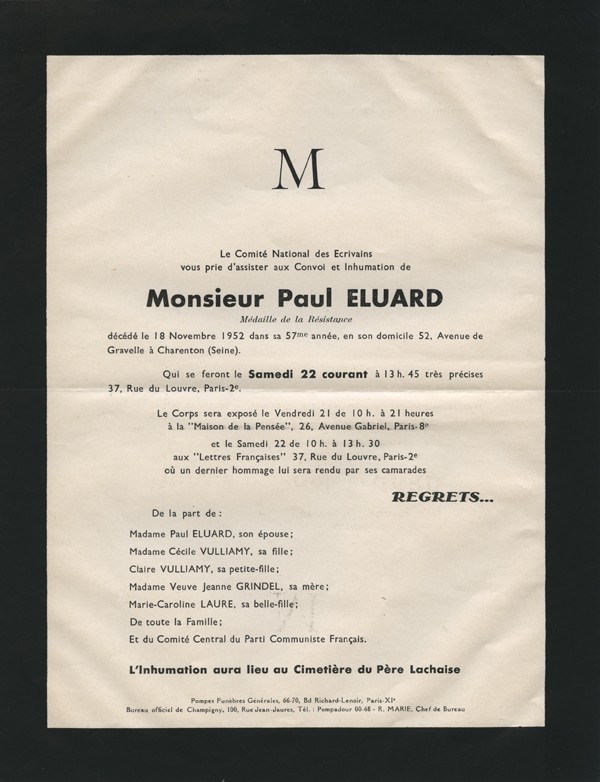 M
Le Comité National des Ecrivains
vous prie d'assister aux Convoi et Inhumation de
Monsieur Paul ELUARD
Médaille de la Résistance
décédé le 18 Novembre 1952 dans sa 57me année, en son domicile 52, Avenue de
Gravelle à Charenton (Seine).
Qui se feront le Samedi 22 courant à 13 h. 45 très précises
37, Rue du Louvre, Paris-2e.
Le Corps sera exposé le Vendredi 21 de 10 h. à 21 heures
à la "Maison de la Pensée", 26, Avenue Gabriel, Paris-8e
et le Samedi 22 de 10 h. à 13 h. 30
aux "Lettres Françaises" 37, Rue du Louvre, Paris-2e
où un dernier hommage lui sera rendu par ses camarades
REGRETS...
De la part de :
Madame Paul ELUARD, son épouse;
Madame Cécile VULLIAMY, sa fille;
Claire VULLIAMY, sa petite-fille;
Madame Veuve Jeanne GRINDEL, sa mère;
Marie-Caroline LAURE, sa belle-fille;
De toute la Famille;
Et du Comité Central du Parti Communiste Français.
L'Inhumation aura lieu au Cimetière du Père Lachaise
Pompes Funèbres Générales, 66-70, Bd Richard-Lenoir, Paris-XIe
Bureau officiel de Champigny, 100, Rue Jean-Jaurès, Tél. : Pompadour 00-68 - R. MARIE, Chef de Bureau